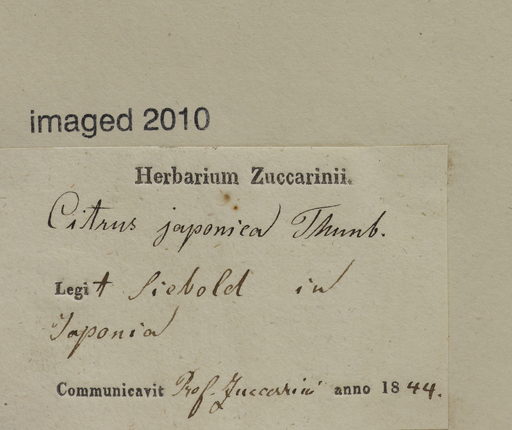 imaged 2010
Herbarium Zuccarinii.
Citrus japonica Thunb.
Legit Siebold in
Japonia
Communicavit Prof. Zuccarini anno 1844.